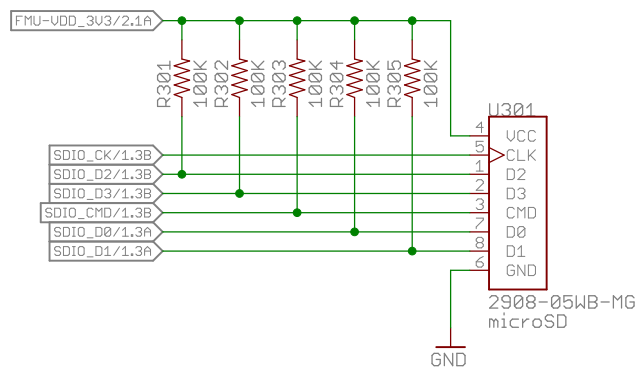 FMU-VDD_3V3/2.1A
R301 100K
R302 100K
R303 100K
R304 100K
R305 100K
U301
SDIO_CK/1.3B
SDIO_D2/1.3B
SDIO_D3/1.3B
SDIO_CMD/1.3B
SDIO_D0/1.3A
SDIO_D1/1.3A
4 VCC
5 CLK
1 D2
2 D3
3 CMD
7 D0
8 D1
6 GND
2908-05WB-MG
microSD
GND